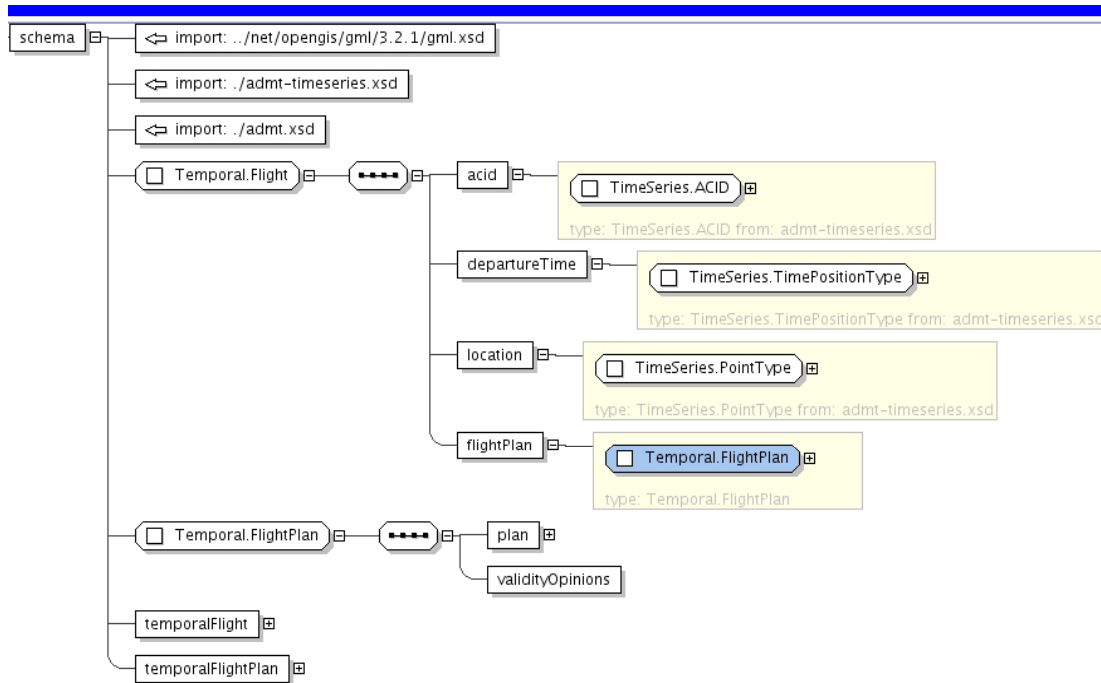 schema
import: ../net/opengis/gml/3.2.1/gml.xsd
import: ./admt-timeseries.xsd
import: ./admt.xsd
Temporal.Flight
acid
TimeSeries.ACID
type: TimeSeries.ACID from: admt-timeseries.xsd
departureTime
TimeSeries.TimePositionType
type: TimeSeries.TimePositionType from: admt-timeseries.xsd
location
TimeSeries.PointType
type: TimeSeries.PointType from: admt-timeseries.xsd
flightPlan
Temporal.FlightPlan
type: Temporal.FlightPlan
Temporal.FlightPlan
plan
validityOpinions
temporalFlight
temporalFlightPlan